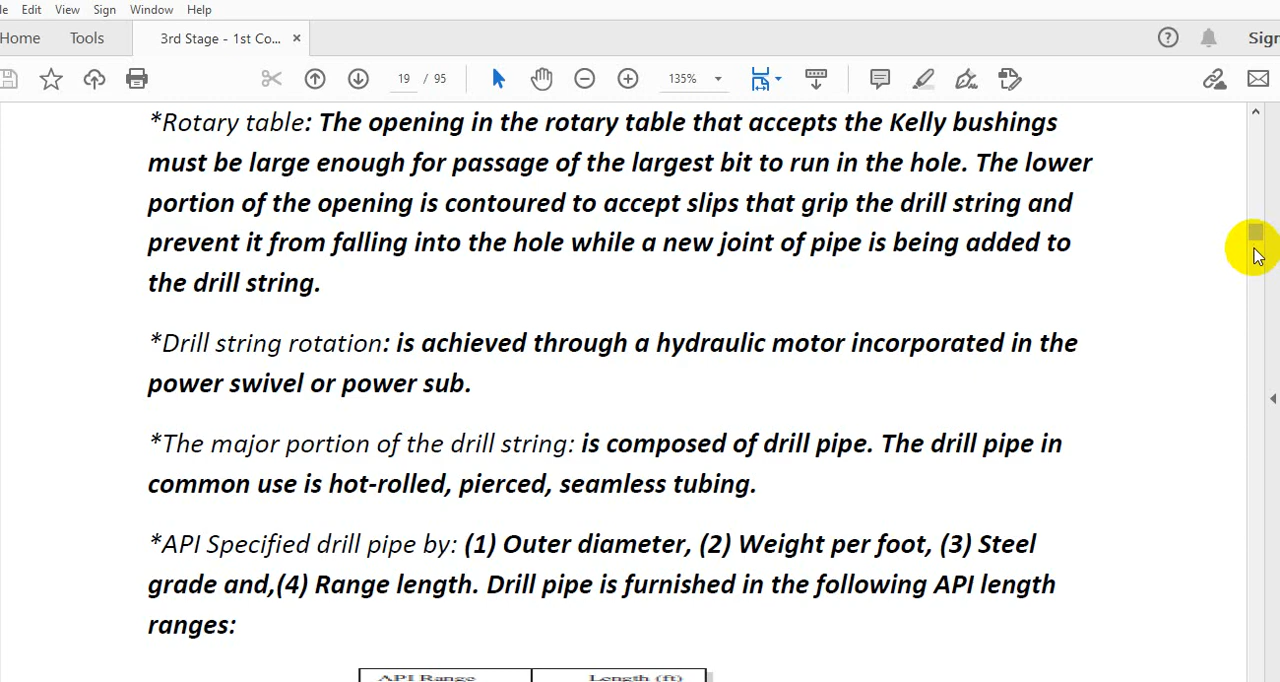 le Edit View Sign Window Help
Home Tools 3rd Stage - 1st Co... × Sign
19 / 95 135%
*Rotary table: The opening in the rotary table that accepts the Kelly bushings
must be large enough for passage of the largest bit to run in the hole. The lower
portion of the opening is contoured to accept slips that grip the drill string and
prevent it from falling into the hole while a new joint of pipe is being added to
the drill string.
*Drill string rotation: is achieved through a hydraulic motor incorporated in the
power swivel or power sub.
*The major portion of the drill string: is composed of drill pipe. The drill pipe in
common use is hot-rolled, pierced, seamless tubing.
*API Specified drill pipe by: (1) Outer diameter, (2) Weight per foot, (3) Steel
grade and,(4) Range length. Drill pipe is furnished in the following API length
ranges:
API Range Length (ft)